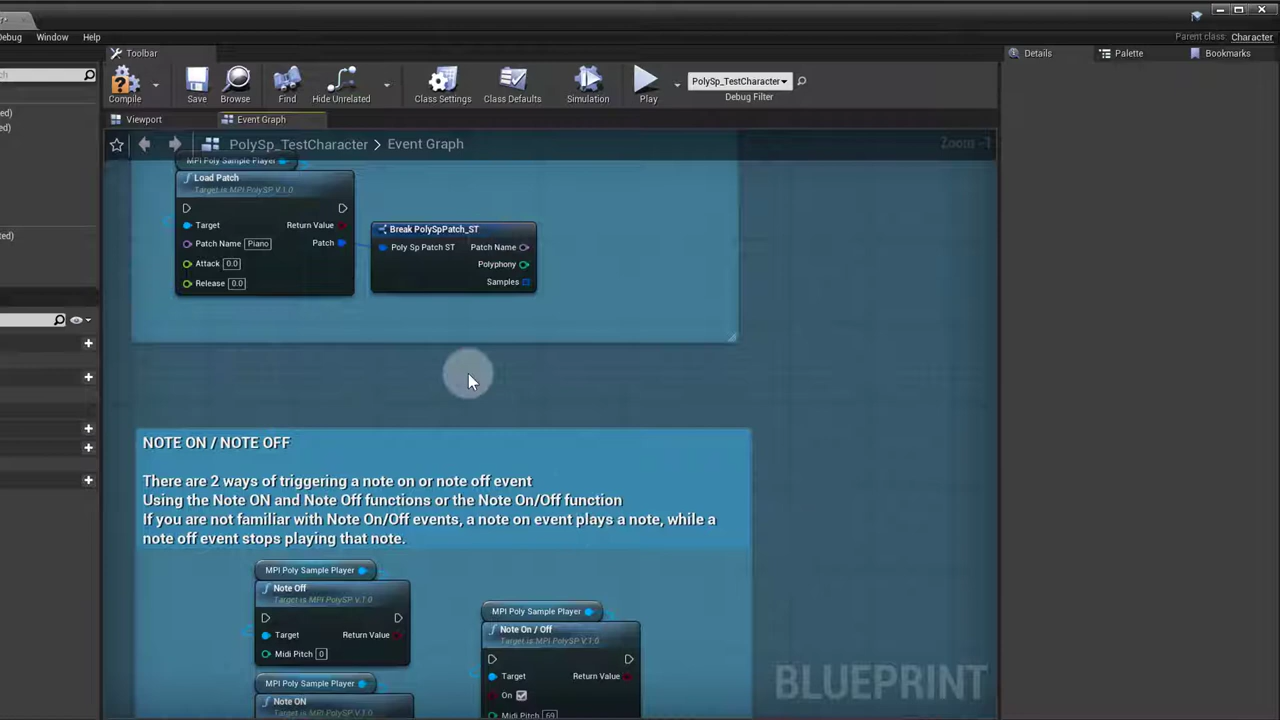 Debug
Window
Help
Parent class: Character
Toolbar
Details
Palette
Bookmarks
Compile
Save
Browse
Find
Hide Unrelated
Class Settings
Class Defaults
Simulation
Play
PolySp_TestCharacter
Debug Filter
Viewport
Event Graph
PolySp_TestCharacter > Event Graph
Zoom -1
MPI Poly Sample Player
Load Patch
Target is MPI PolySP V.1.0
Target
Return Value
Patch Name Piano
Patch
Attack 0.0
Release 0.0
Break PolySpPatch_ST
Poly Sp Patch ST
Patch Name
Polyphony
Samples
NOTE ON / NOTE OFF
There are 2 ways of triggering a note on or note off event
Using the Note ON and Note Off functions or the Note On/Off function
If you are not familiar with Note On/Off events, a note on event plays a note, while a
note off event stops playing that note.
MPI Poly Sample Player
Note Off
Target is MPI PolySP V.1.0
Target
Return Value
Midi Pitch 0
MPI Poly Sample Player
Note ON
Target is MPI PolySP V.1.0
MPI Poly Sample Player
Note On / Off
Target is MPI PolySP V.1.0
Target
Return Value
On
Midi Pitch 69
BLUEPRINT